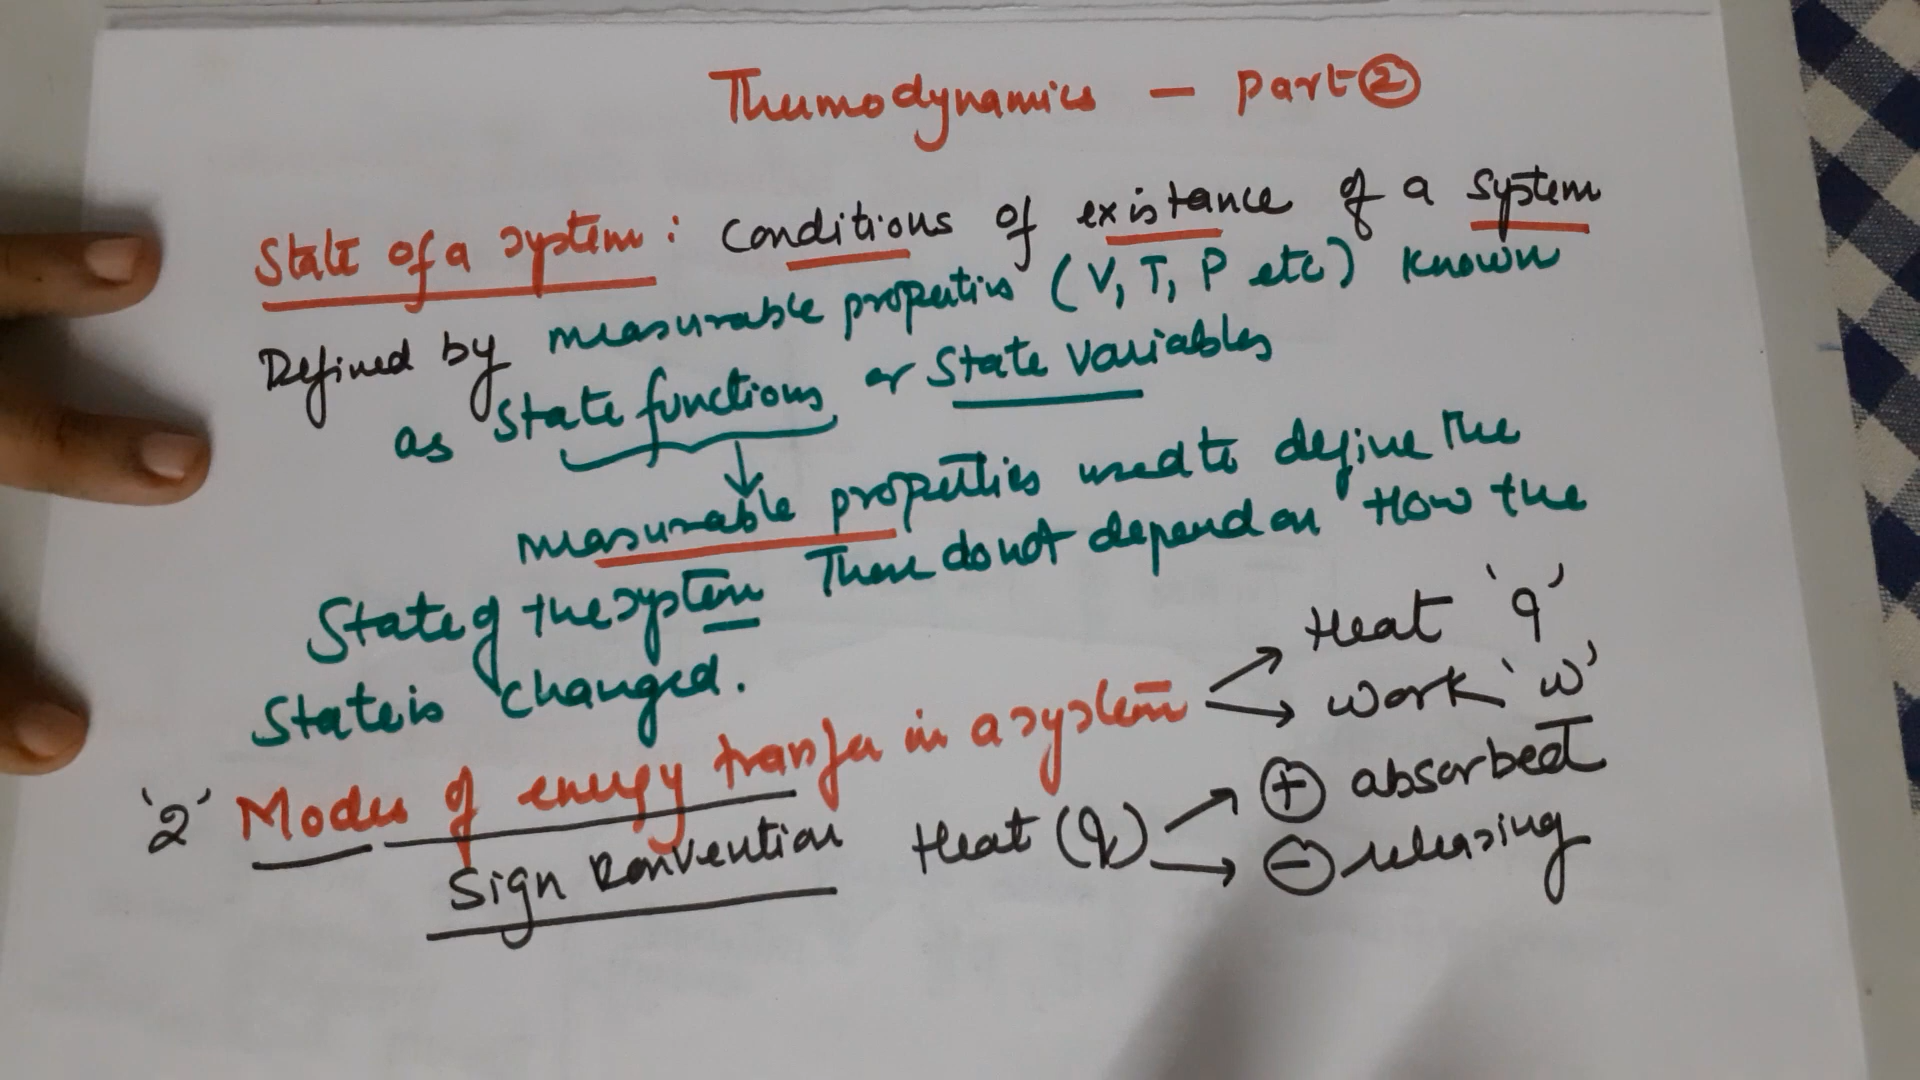 Thermodynamics - Part ②
State of a system : Conditions of existance of a system
Defined by measurable properties (V, T, P etc) known
as State functions or State variables
measurable properties used to define the
State of the system These do not depend on How the
State is changed.
'2' Modes of energy transfer in a system → Heat 'q'
→ work 'w'
Sign Convention Heat (q) → ⊕ absorbed
→ ⊖ releasing